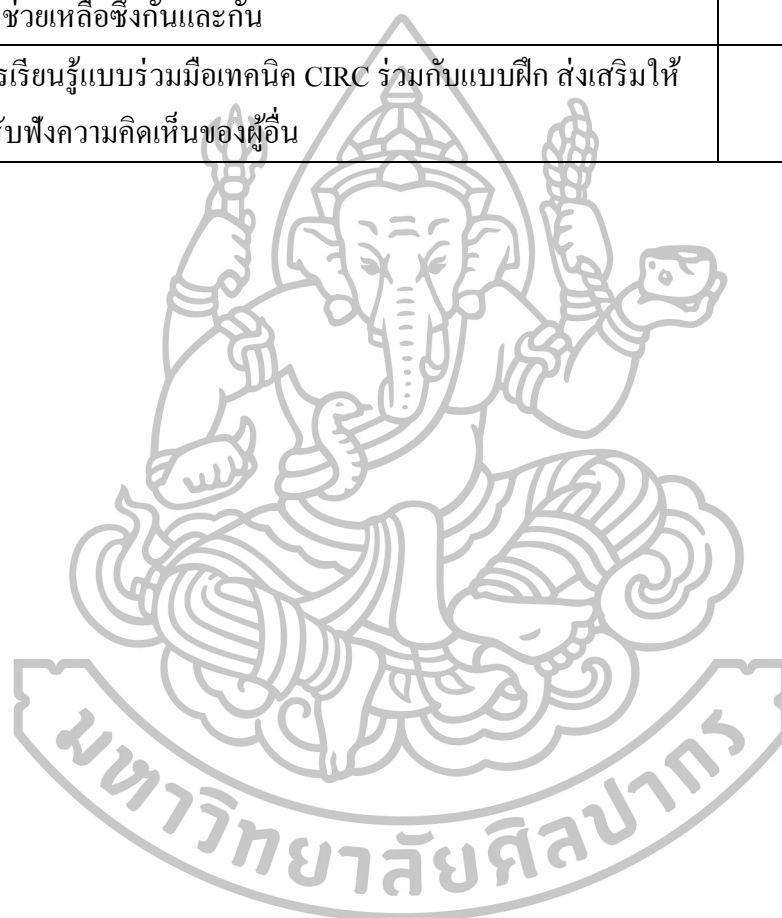 ช่วยเหลือซึ่งกันและกัน
รเรียนรู้แบบร่วมมือเทคนิค CIRC ร่วมกับแบบฝึก ส่งเสริมให้
รับฟังความคิดเห็นของผู้อื่น
มหาวิทยาลัยศิลปากร